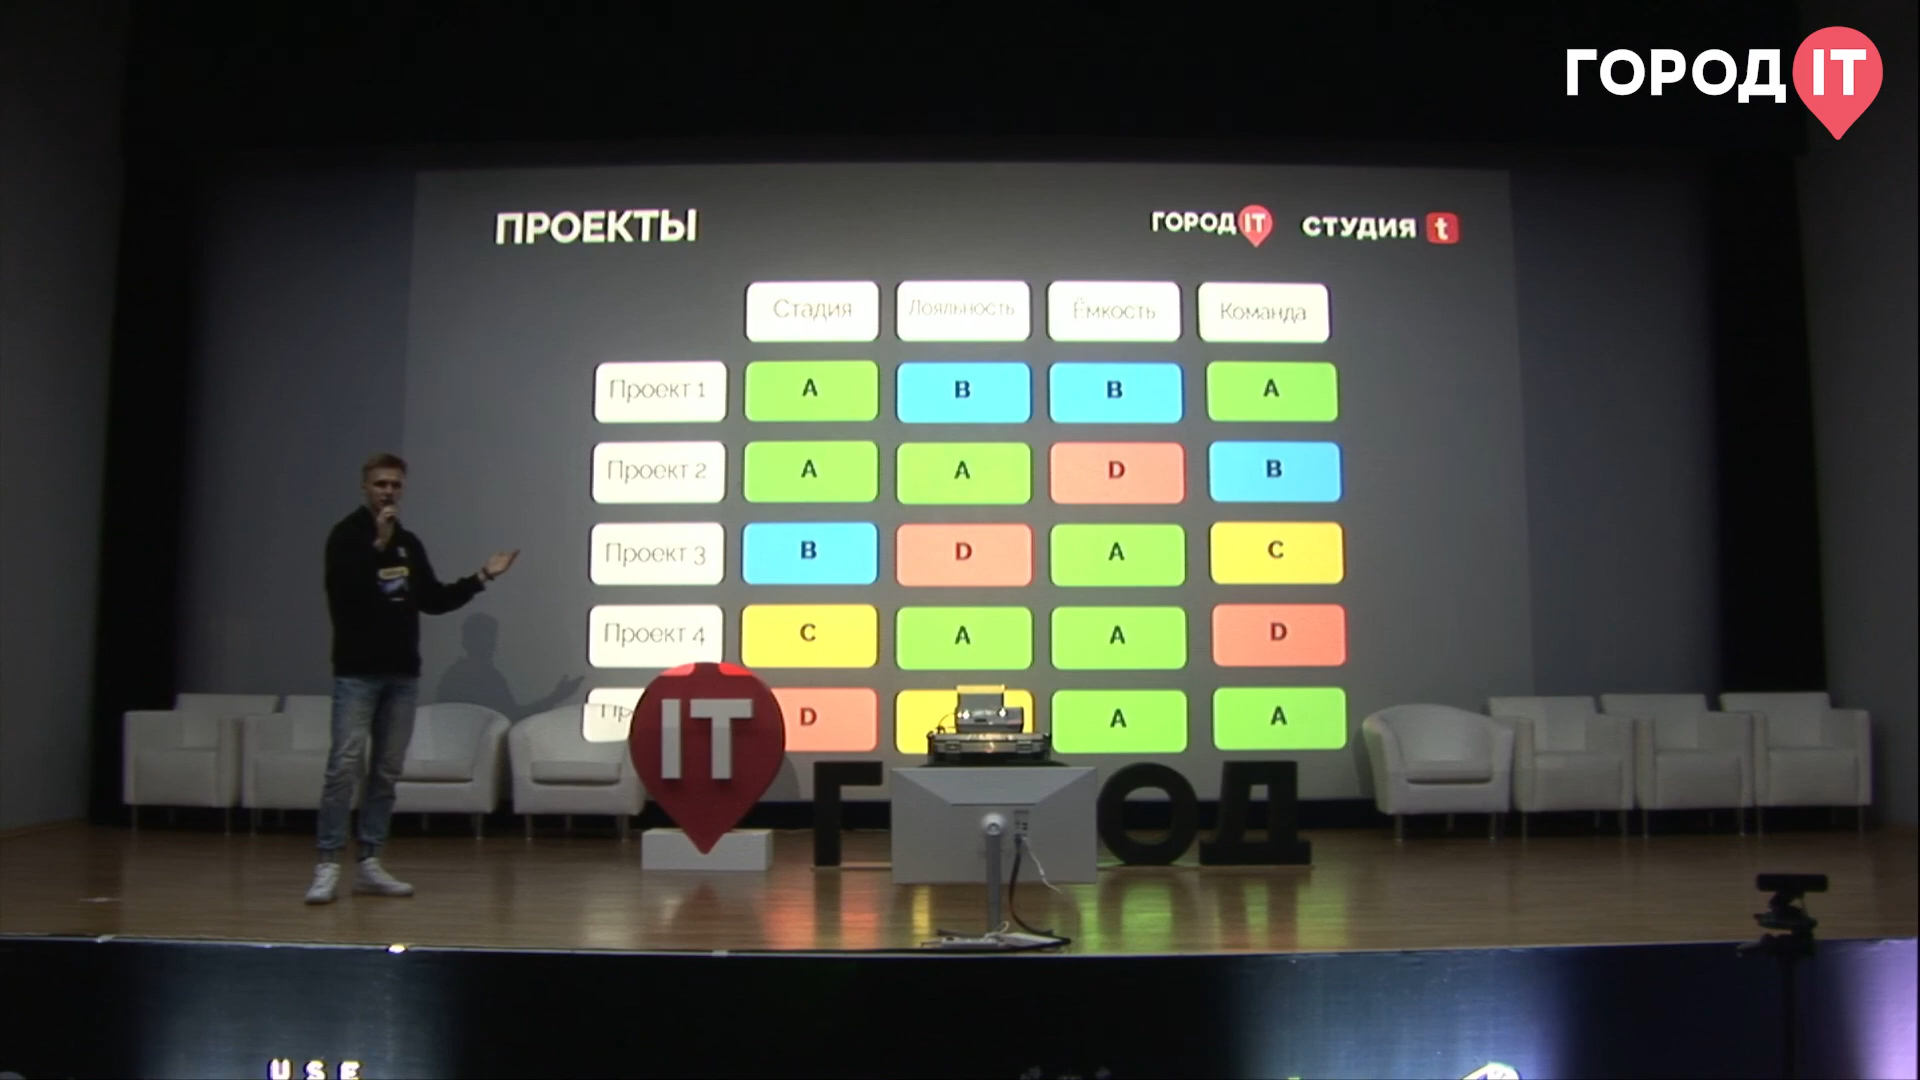 ГОРОД IT
ПРОЕКТЫ ГОРОД IT СТУДИЯ t
Стадия Лояльность Ёмкость Команда
Проект 1 A B B A
Проект 2 A A D B
Проект 3 B D A C
Проект 4 C A A D
D A A
IT
Г ОД
USE